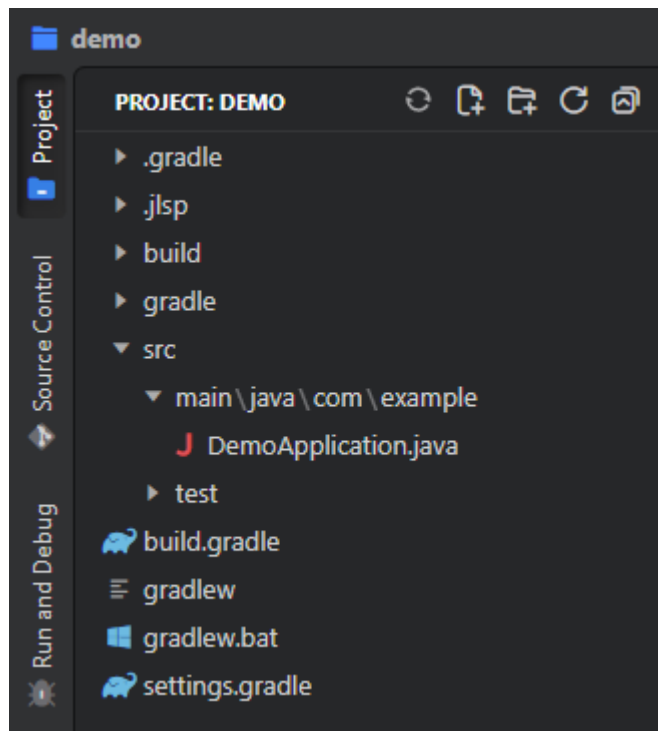 demo
Project
Source Control
Run and Debug
PROJECT: DEMO
.gradle
.jlsp
build
gradle
src
main\java\com\example
DemoApplication.java
test
build.gradle
gradlew
gradlew.bat
settings.gradle